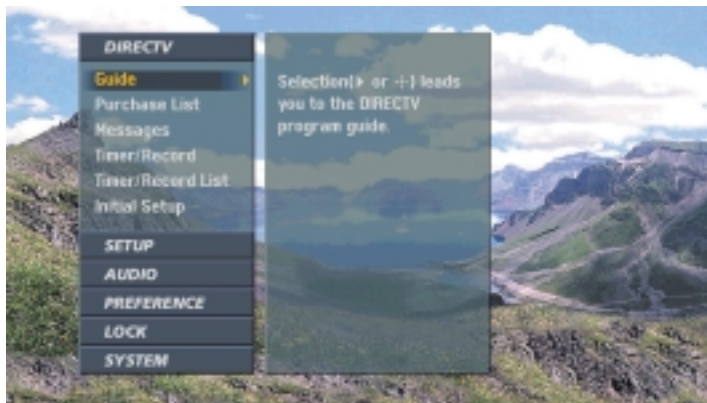 DIRECTV
Guide
Purchase List
Messages
Timer/Record
Timer/Record List
Initial Setup
SETUP
AUDIO
PREFERENCE
LOCK
SYSTEM
Selection(▶ or ⊹) leads
you to the DIRECTV
program guide.